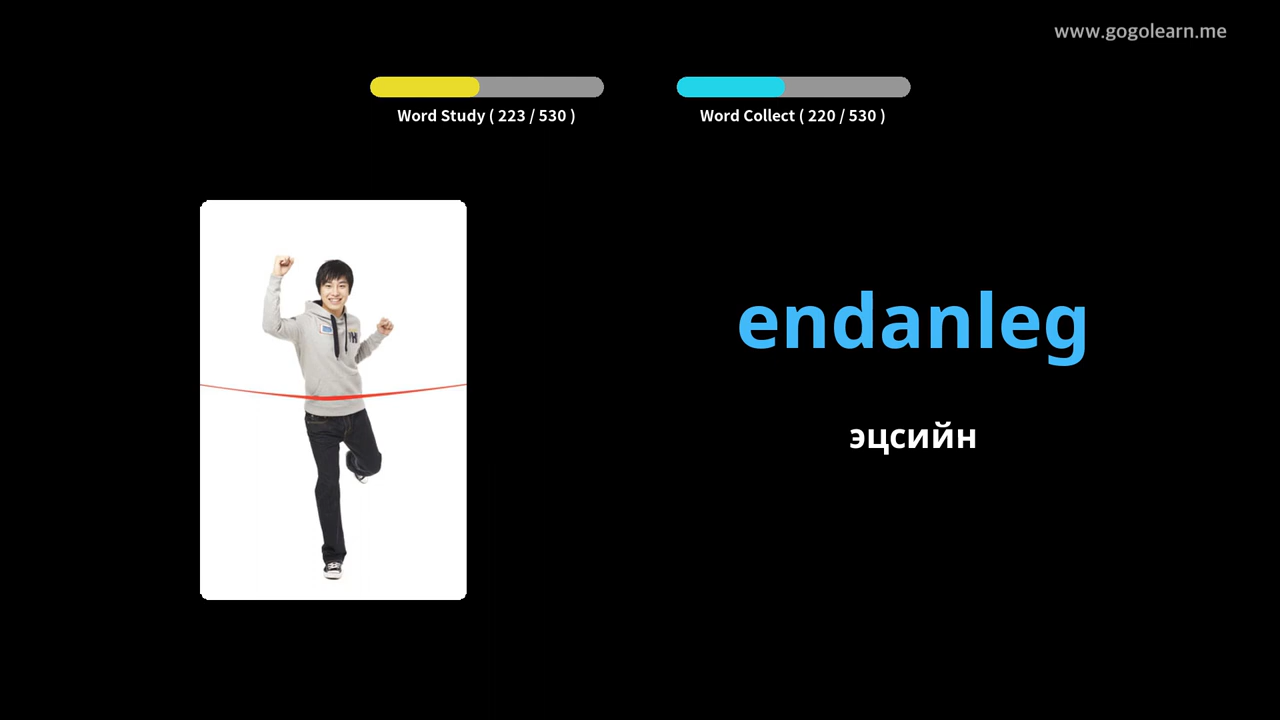 www.gogolearn.me
Word Study ( 223 / 530 )
Word Collect ( 220 / 530 )
endanleg
эцсийн